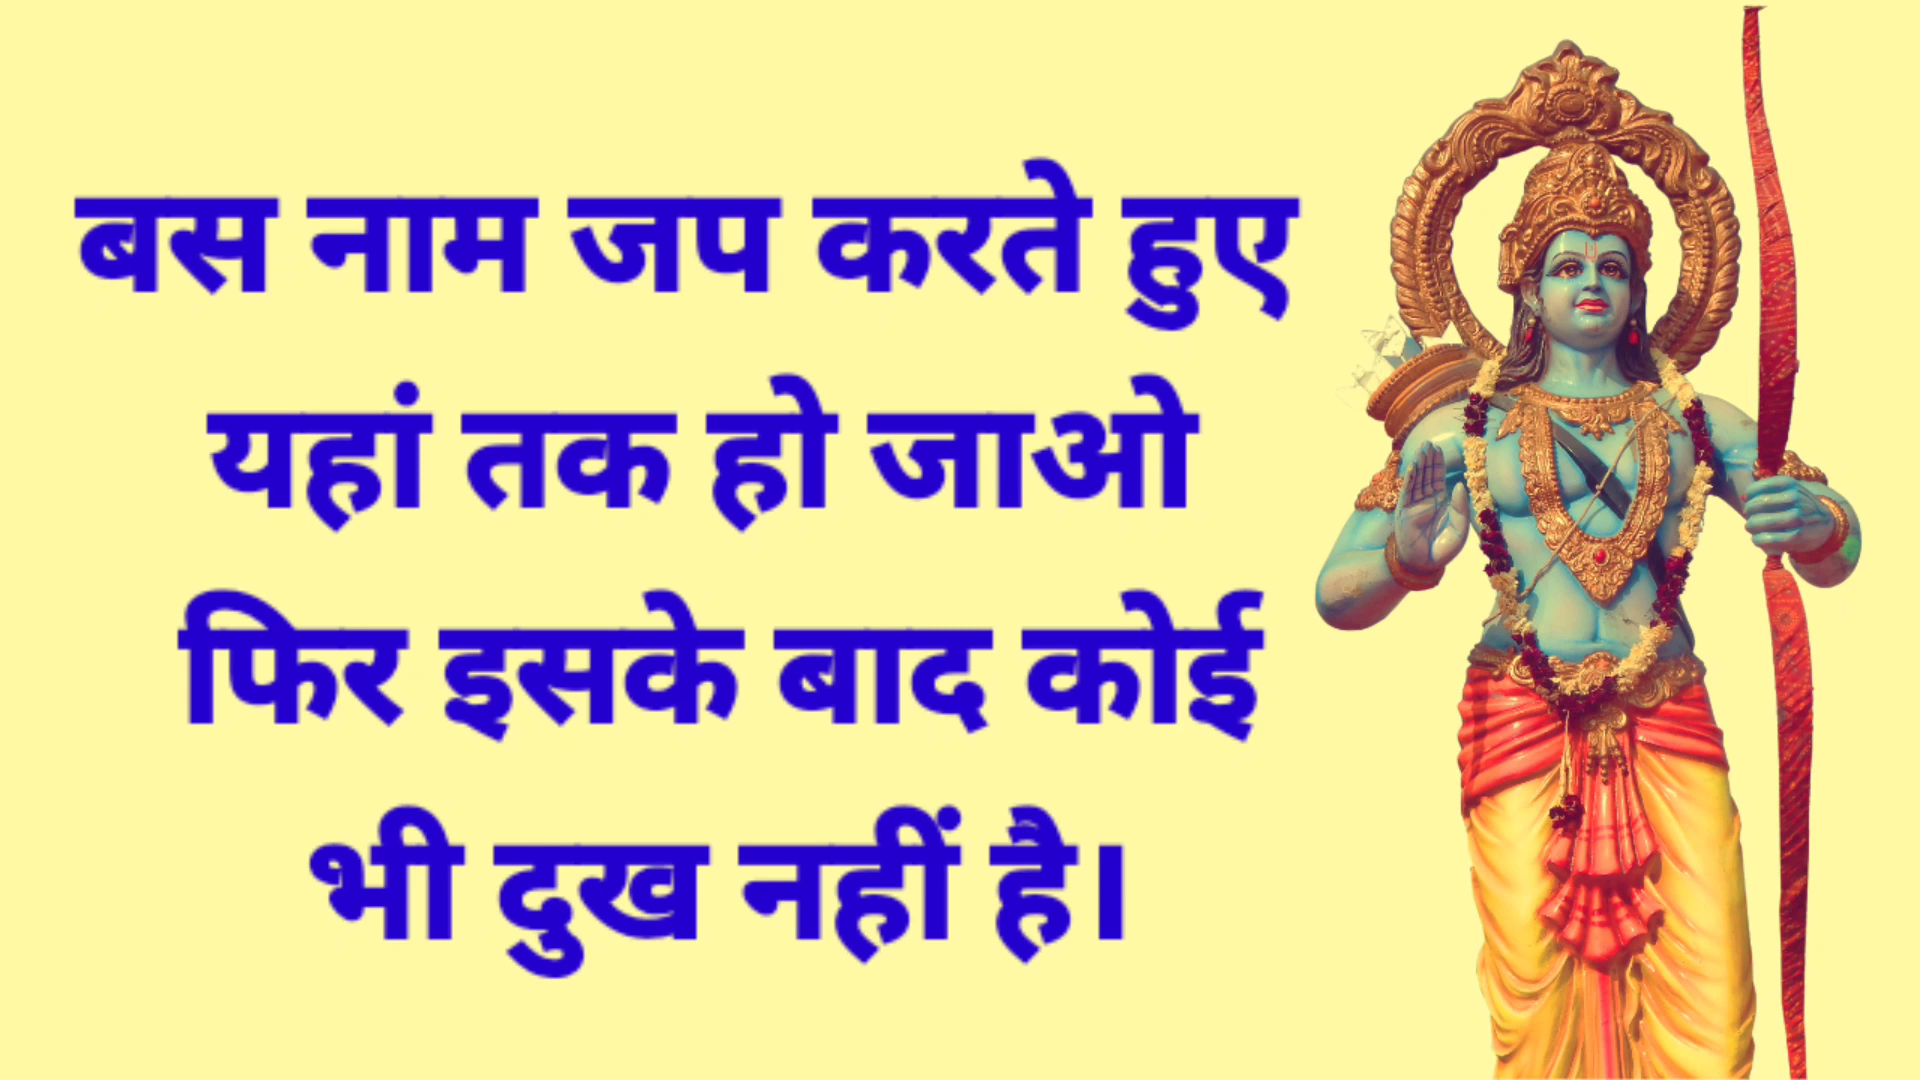 बस नाम जप करते हुए
यहां तक हो जाओ
फिर इसके बाद कोई
भी दुख नहीं है।